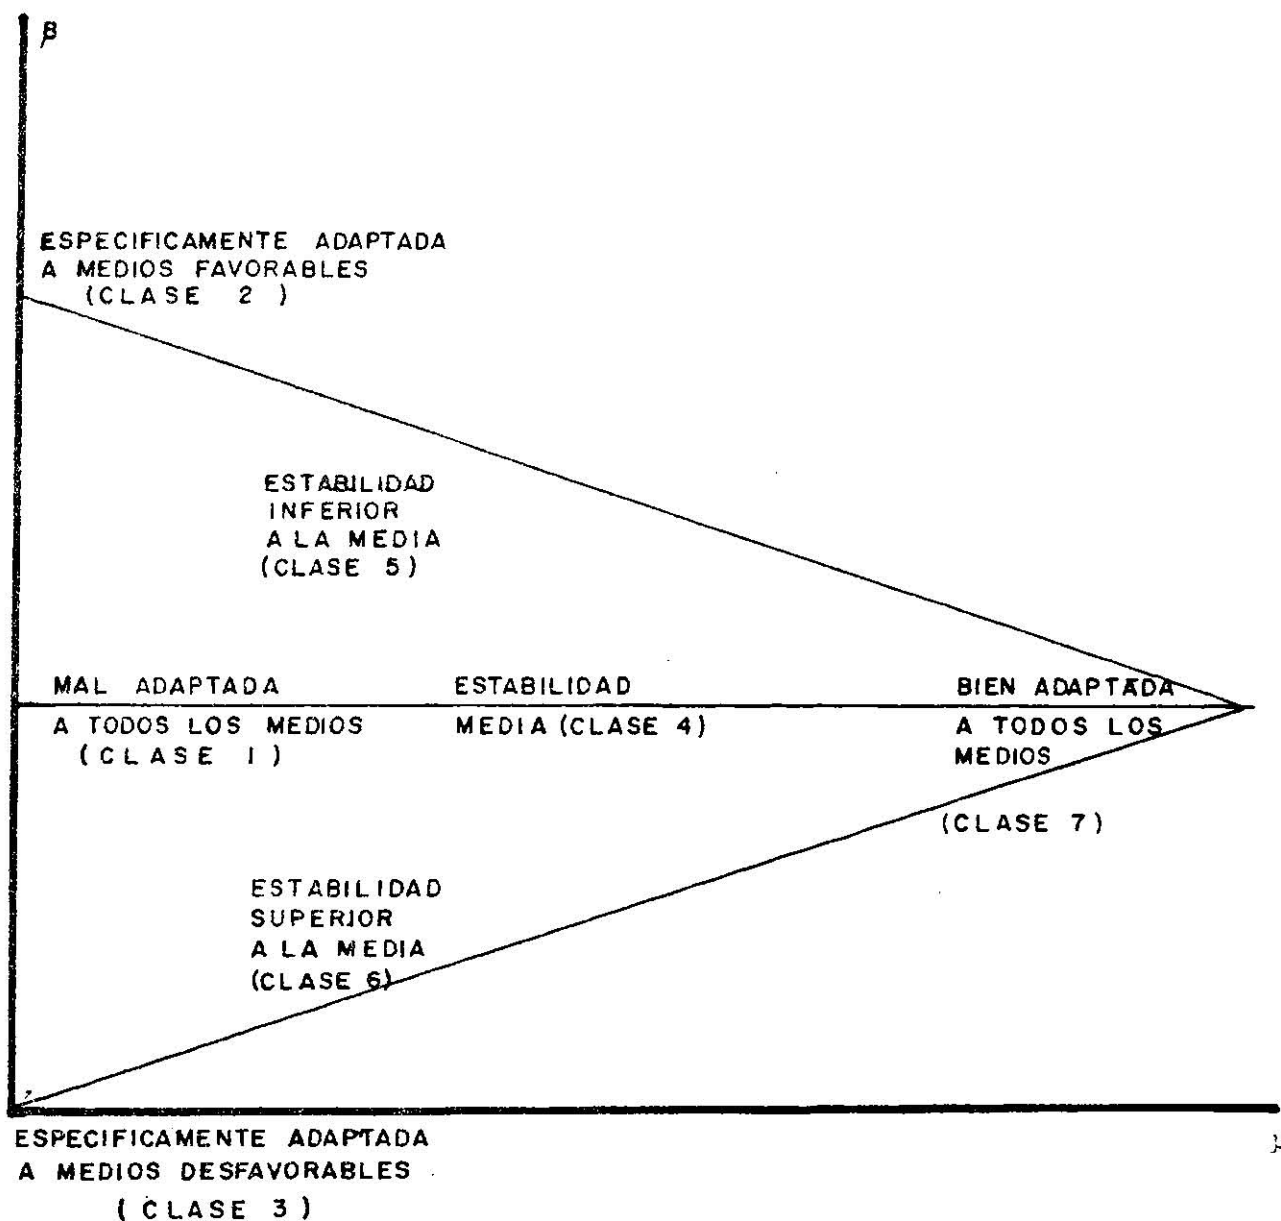 β
ESPECIFICAMENTE ADAPTADA
A MEDIOS FAVORABLES
(CLASE 2)
ESTABILIDAD
INFERIOR
A LA MEDIA
(CLASE 5)
MAL ADAPTADA
A TODOS LOS MEDIOS
(CLASE 1)
ESTABILIDAD
MEDIA (CLASE 4)
BIEN ADAPTADA
A TODOS LOS
MEDIOS
(CLASE 7)
ESTABILIDAD
SUPERIOR
A LA MEDIA
(CLASE 6)
ESPECIFICAMENTE ADAPTADA
A MEDIOS DESFAVORABLES
(CLASE 3)